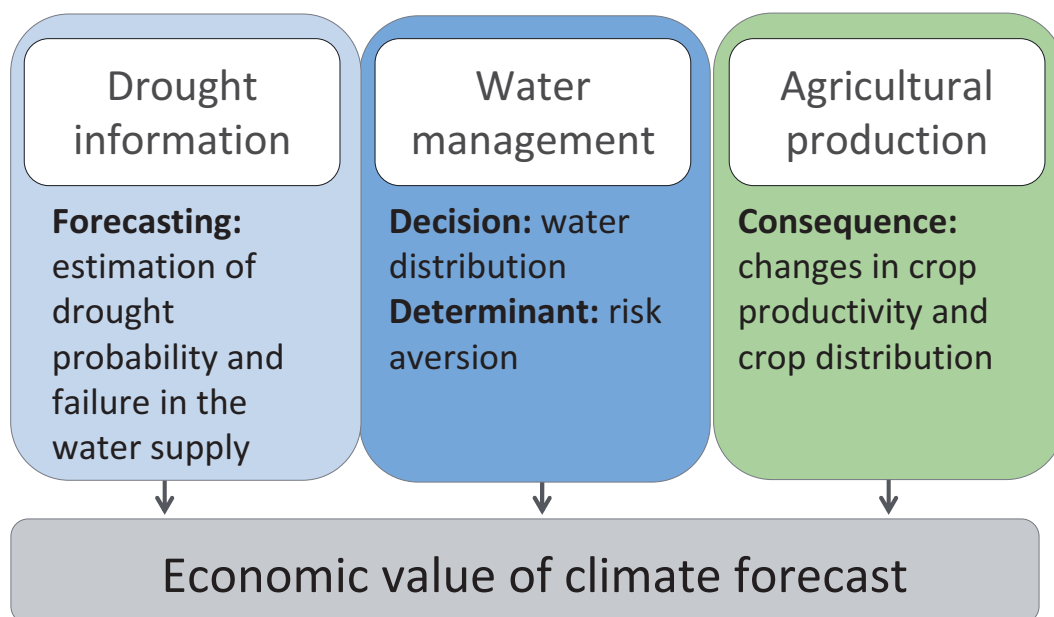 Drought
information
Forecasting:
estimation of
drought
probability and
failure in the
water supply
Water
management
Decision: water
distribution
Determinant: risk
aversion
Agricultural
production
Consequence:
changes in crop
productivity and
crop distribution
Economic value of climate forecast